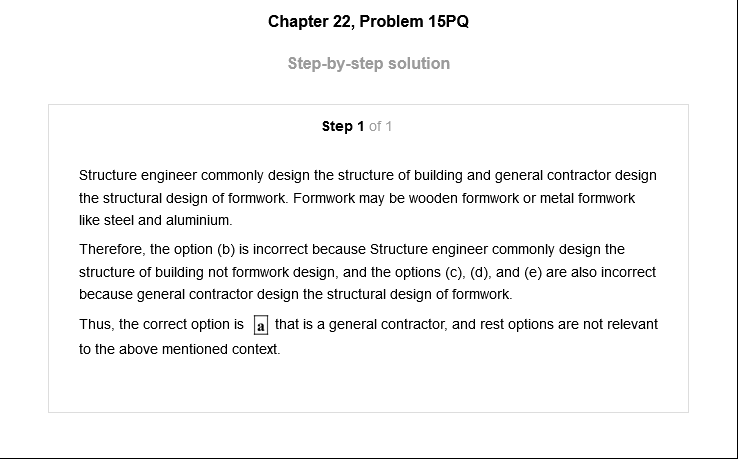 Chapter 22, Problem 15PQ
Step-by-step solution
Step 1 of 1
Structure engineer commonly design the structure of building and general contractor design
the structural design of formwork. Formwork may be wooden formwork or metal formwork
like steel and aluminium.
Therefore, the option (b) is incorrect because Structure engineer commonly design the
structure of building not formwork design, and the options (c), (d), and (e) are also incorrect
because general contractor design the structural design of formwork.
Thus, the correct option is a that is a general contractor, and rest options are not relevant
to the above mentioned context.